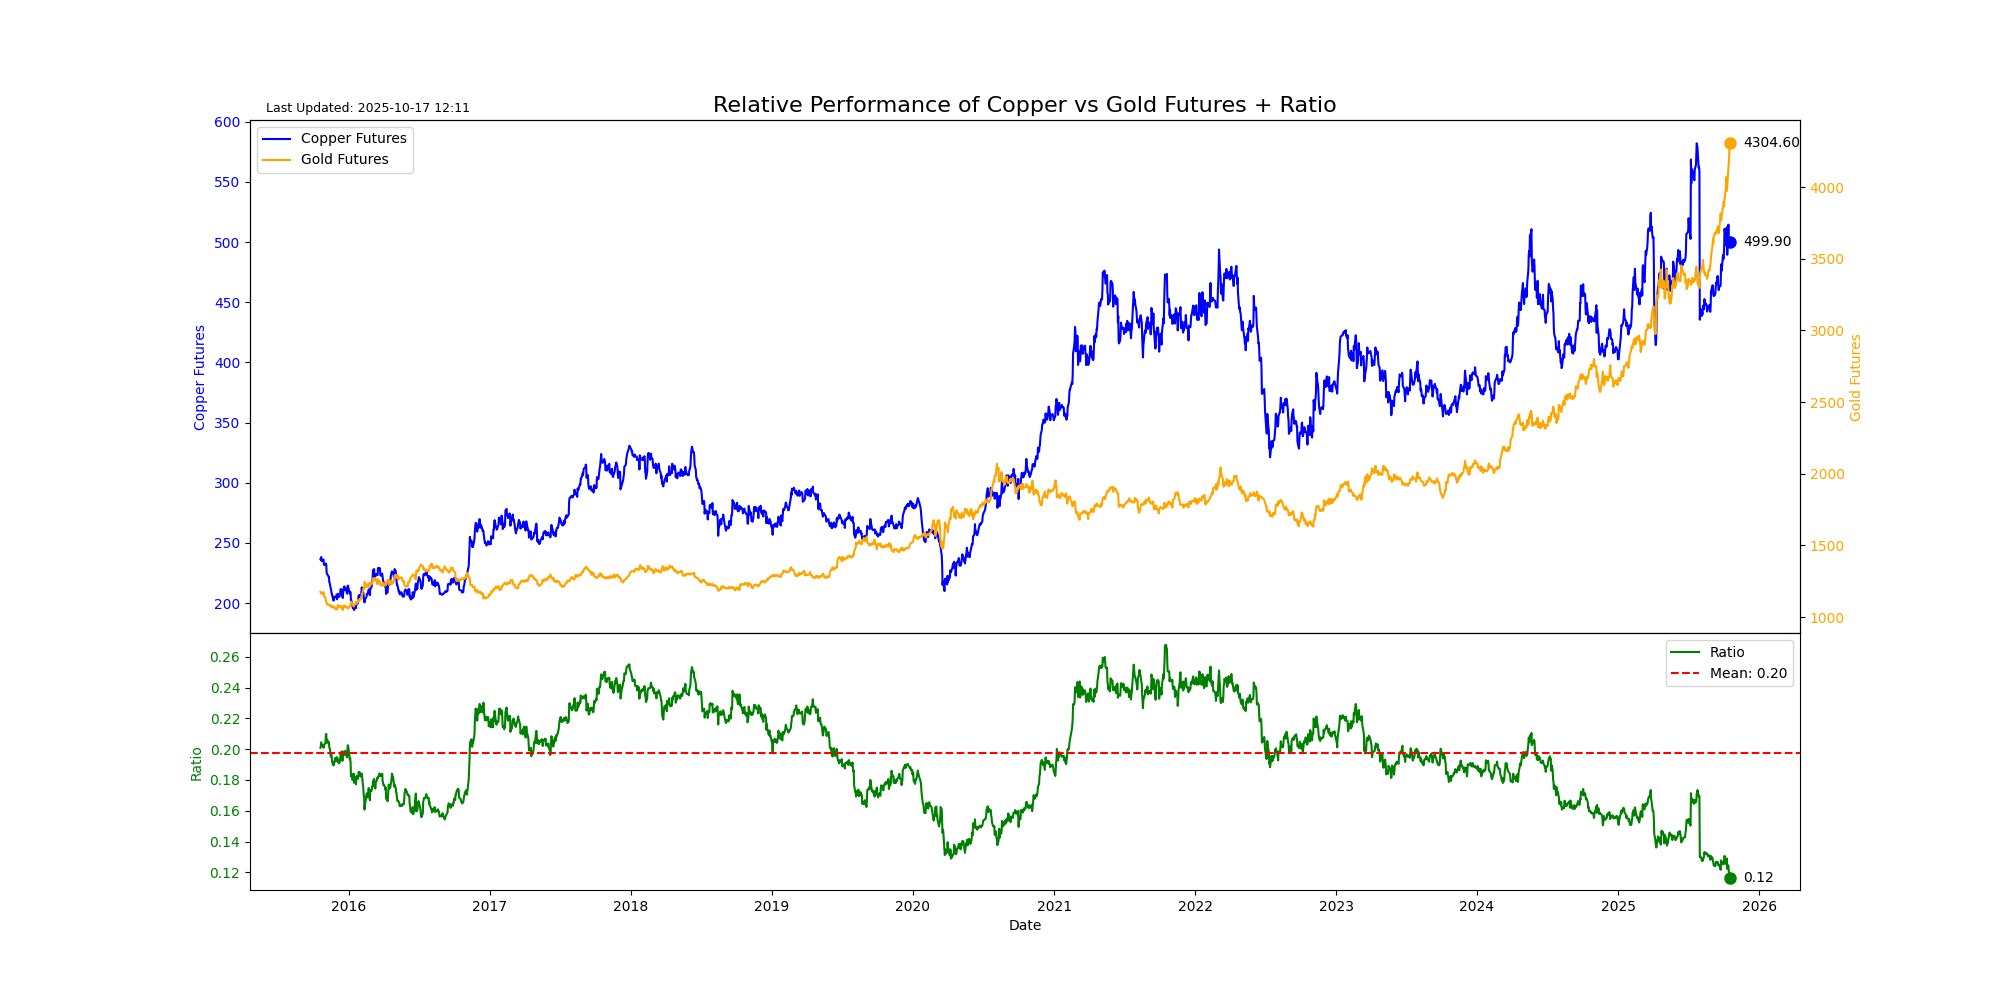 Last Updated: 2025-10-17 12:11
Relative Performance of Copper vs Gold Futures + Ratio
Copper Futures
Gold Futures
600
550
500
450
400
350
300
250
200
Copper Futures
4304.60
499.90
4000
3500
3000
2500
2000
1500
1000
Gold Futures
0.26
0.24
0.22
0.20
0.18
0.16
0.14
0.12
Ratio
Ratio
Mean: 0.20
0.12
2016 2017 2018 2019 2020 2021 2022 2023 2024 2025 2026
Date